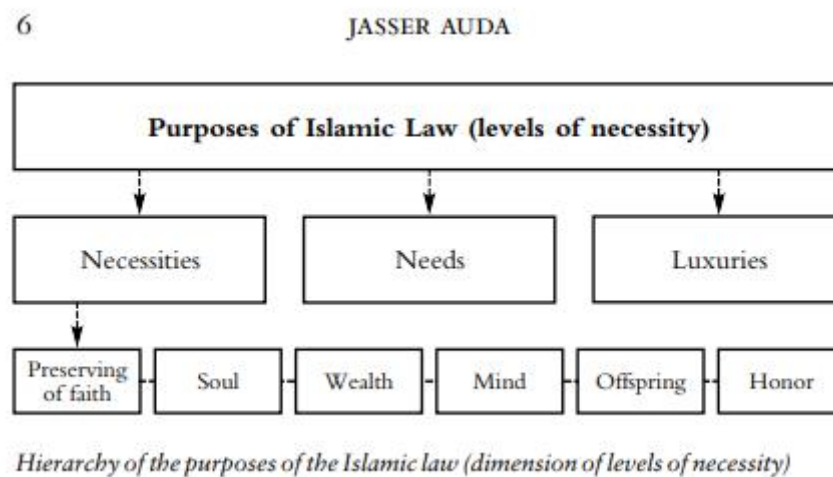 6 JASSER AUDA
Purposes of Islamic Law (levels of necessity)
Necessities Needs Luxuries
Preserving
of faith Soul Wealth Mind Offspring Honor
Hierarchy of the purposes of the Islamic law (dimension of levels of necessity)